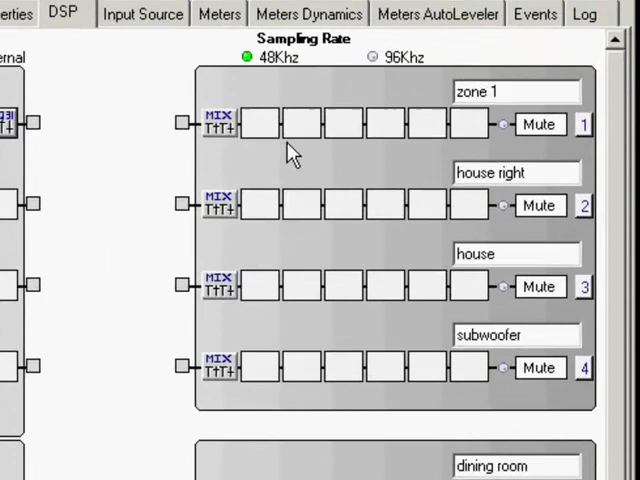 erties DSP Input Source Meters Meters Dynamics Meters AutoLeveler Events Log
Sampling Rate
ernal 48Khz 96Khz
zone 1
MIX Mute 1
house right
MIX Mute 2
house
MIX Mute 3
subwoofer
MIX Mute 4
dining room